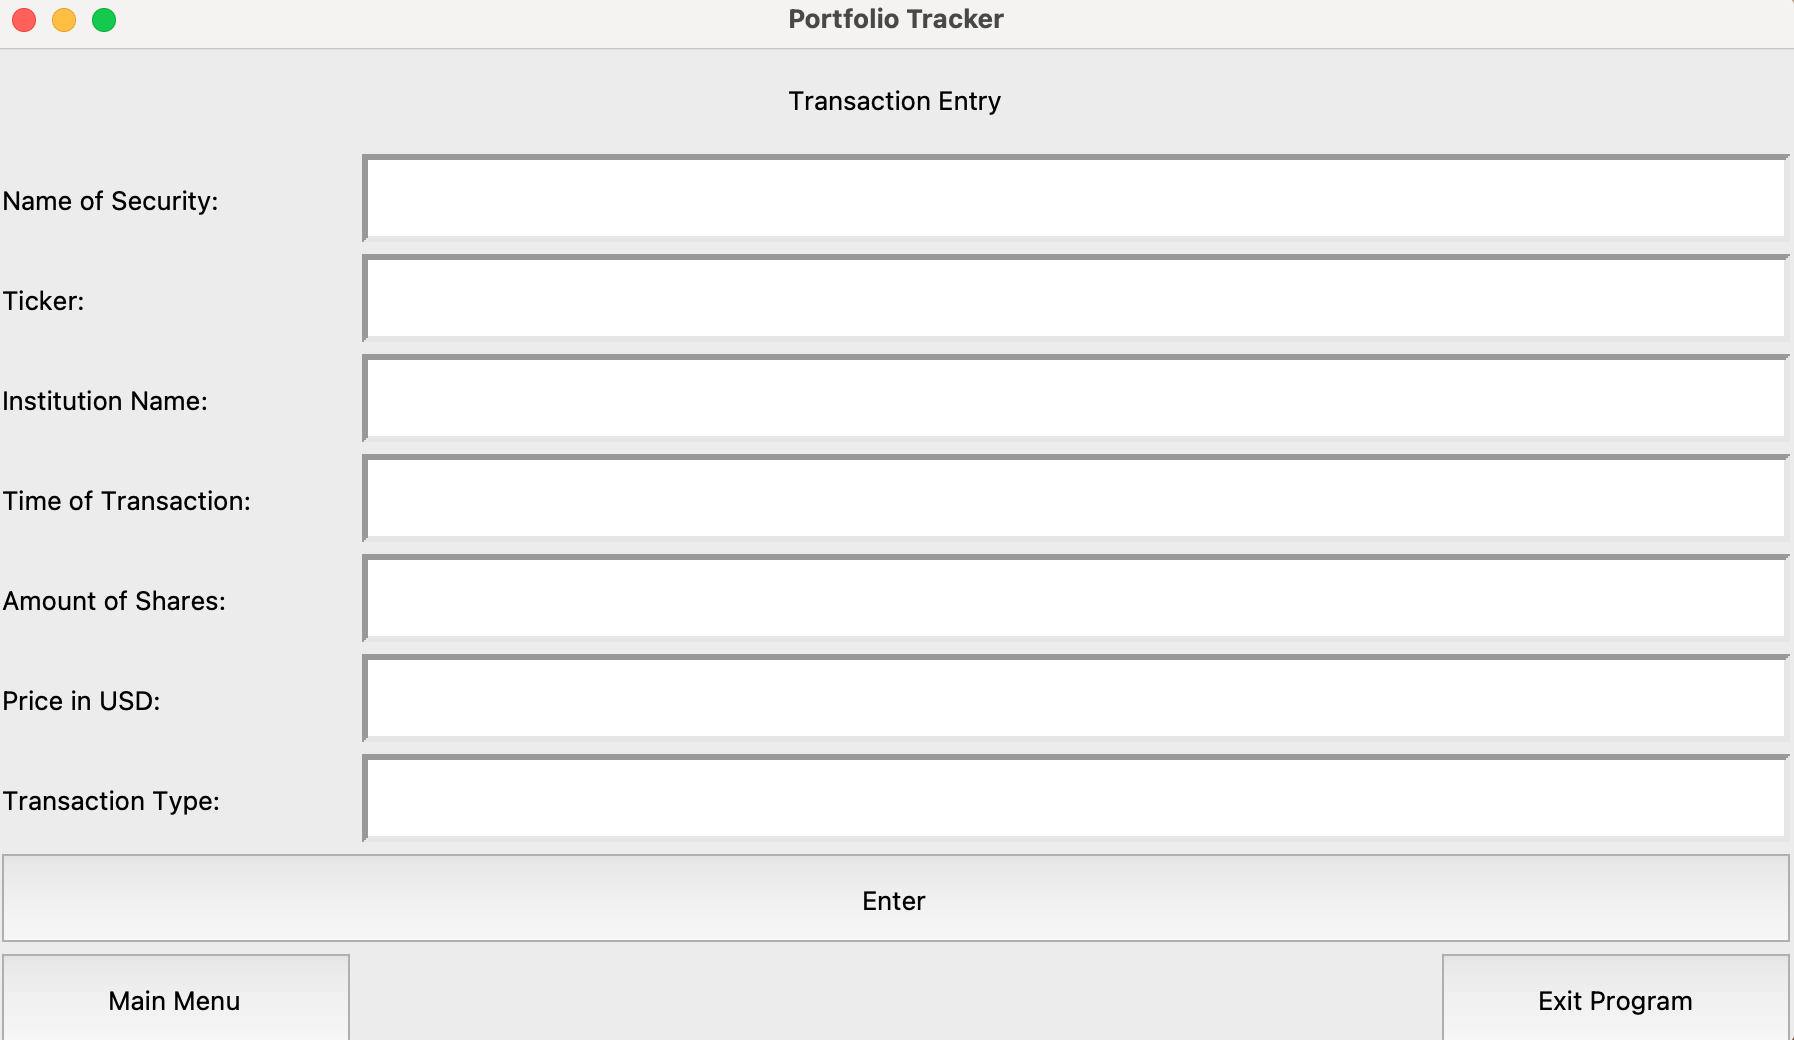 Portfolio Tracker
Transaction Entry
Name of Security:
Ticker:
Institution Name:
Time of Transaction:
Amount of Shares:
Price in USD:
Transaction Type:
Enter
Main Menu
Exit Program